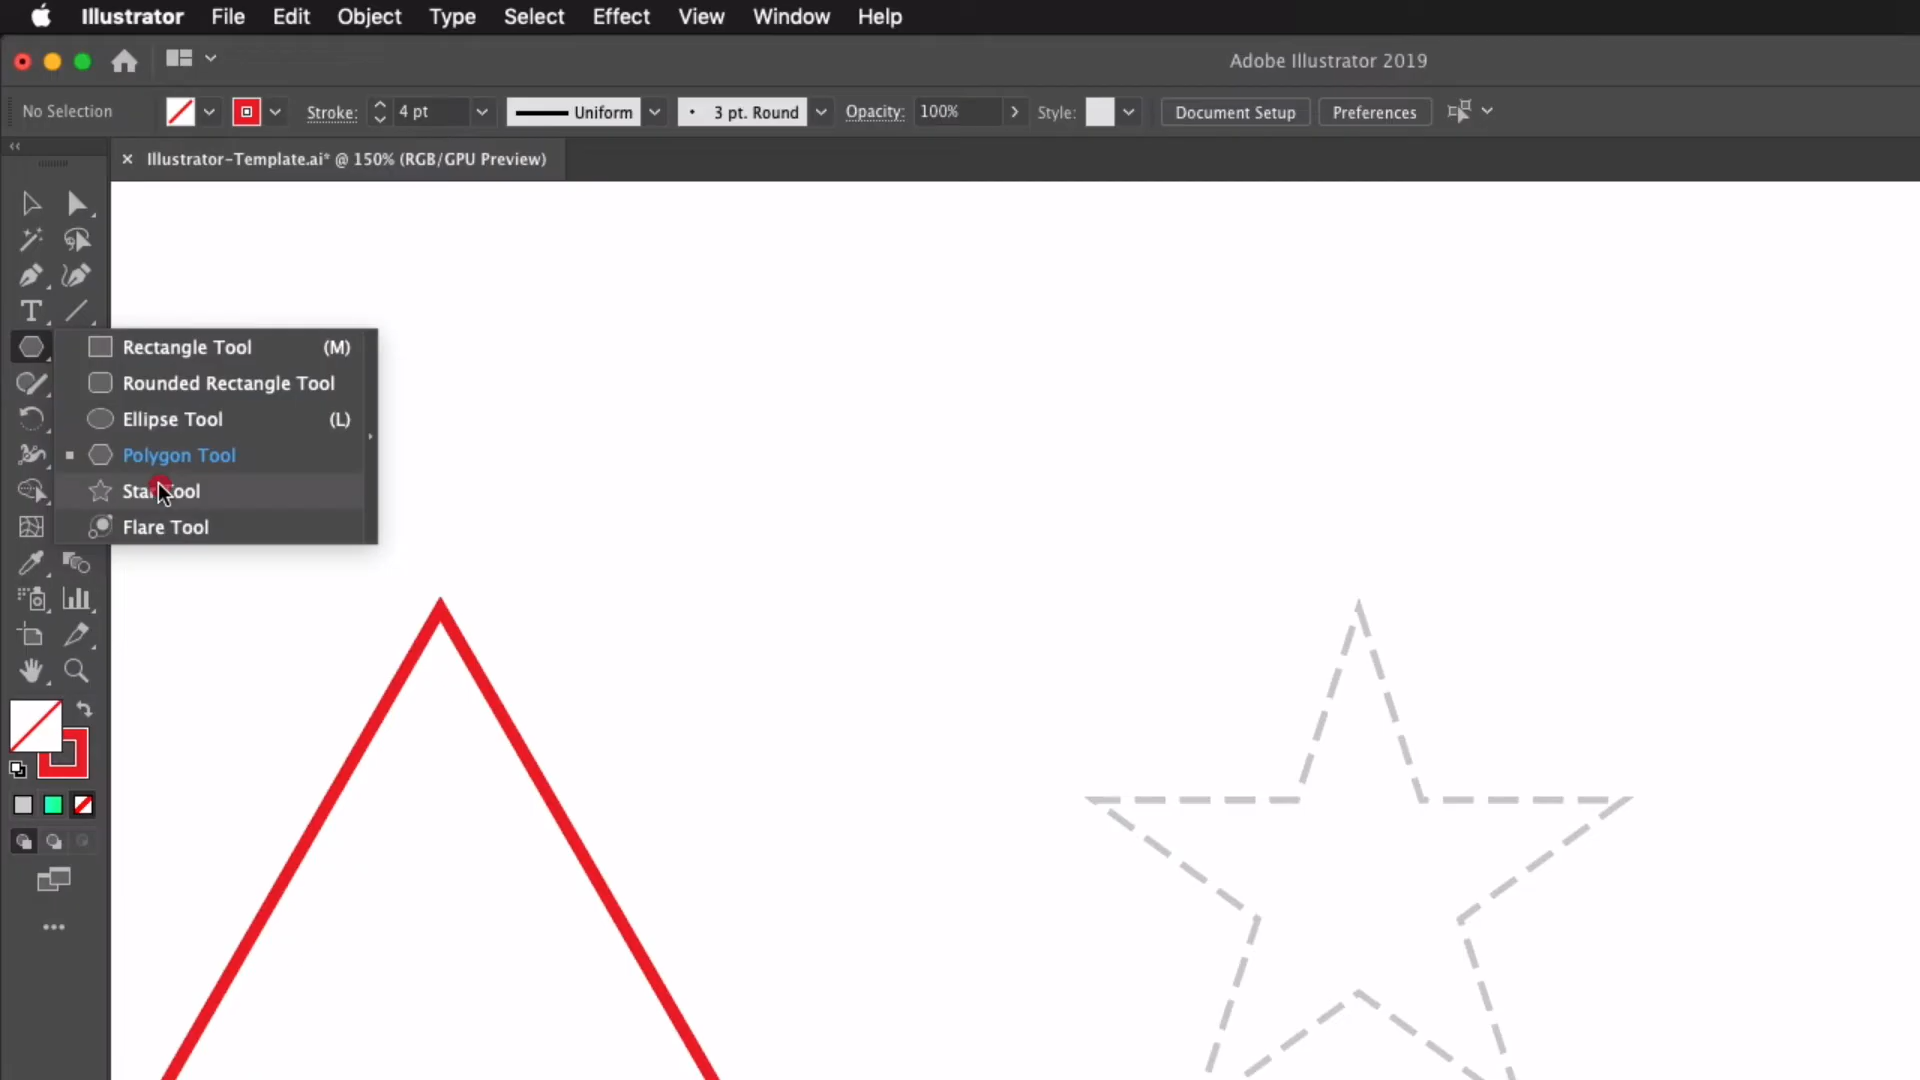 Illustrator File Edit Object Type Select Effect View Window Help
Adobe Illustrator 2019
No Selection Stroke: 4 pt Uniform 3 pt. Round Opacity: 100% Style: Document Setup Preferences
Illustrator-Template.ai* @ 150% (RGB/GPU Preview)
Rectangle Tool (M)
Rounded Rectangle Tool
Ellipse Tool (L)
Polygon Tool
Star Tool
Flare Tool